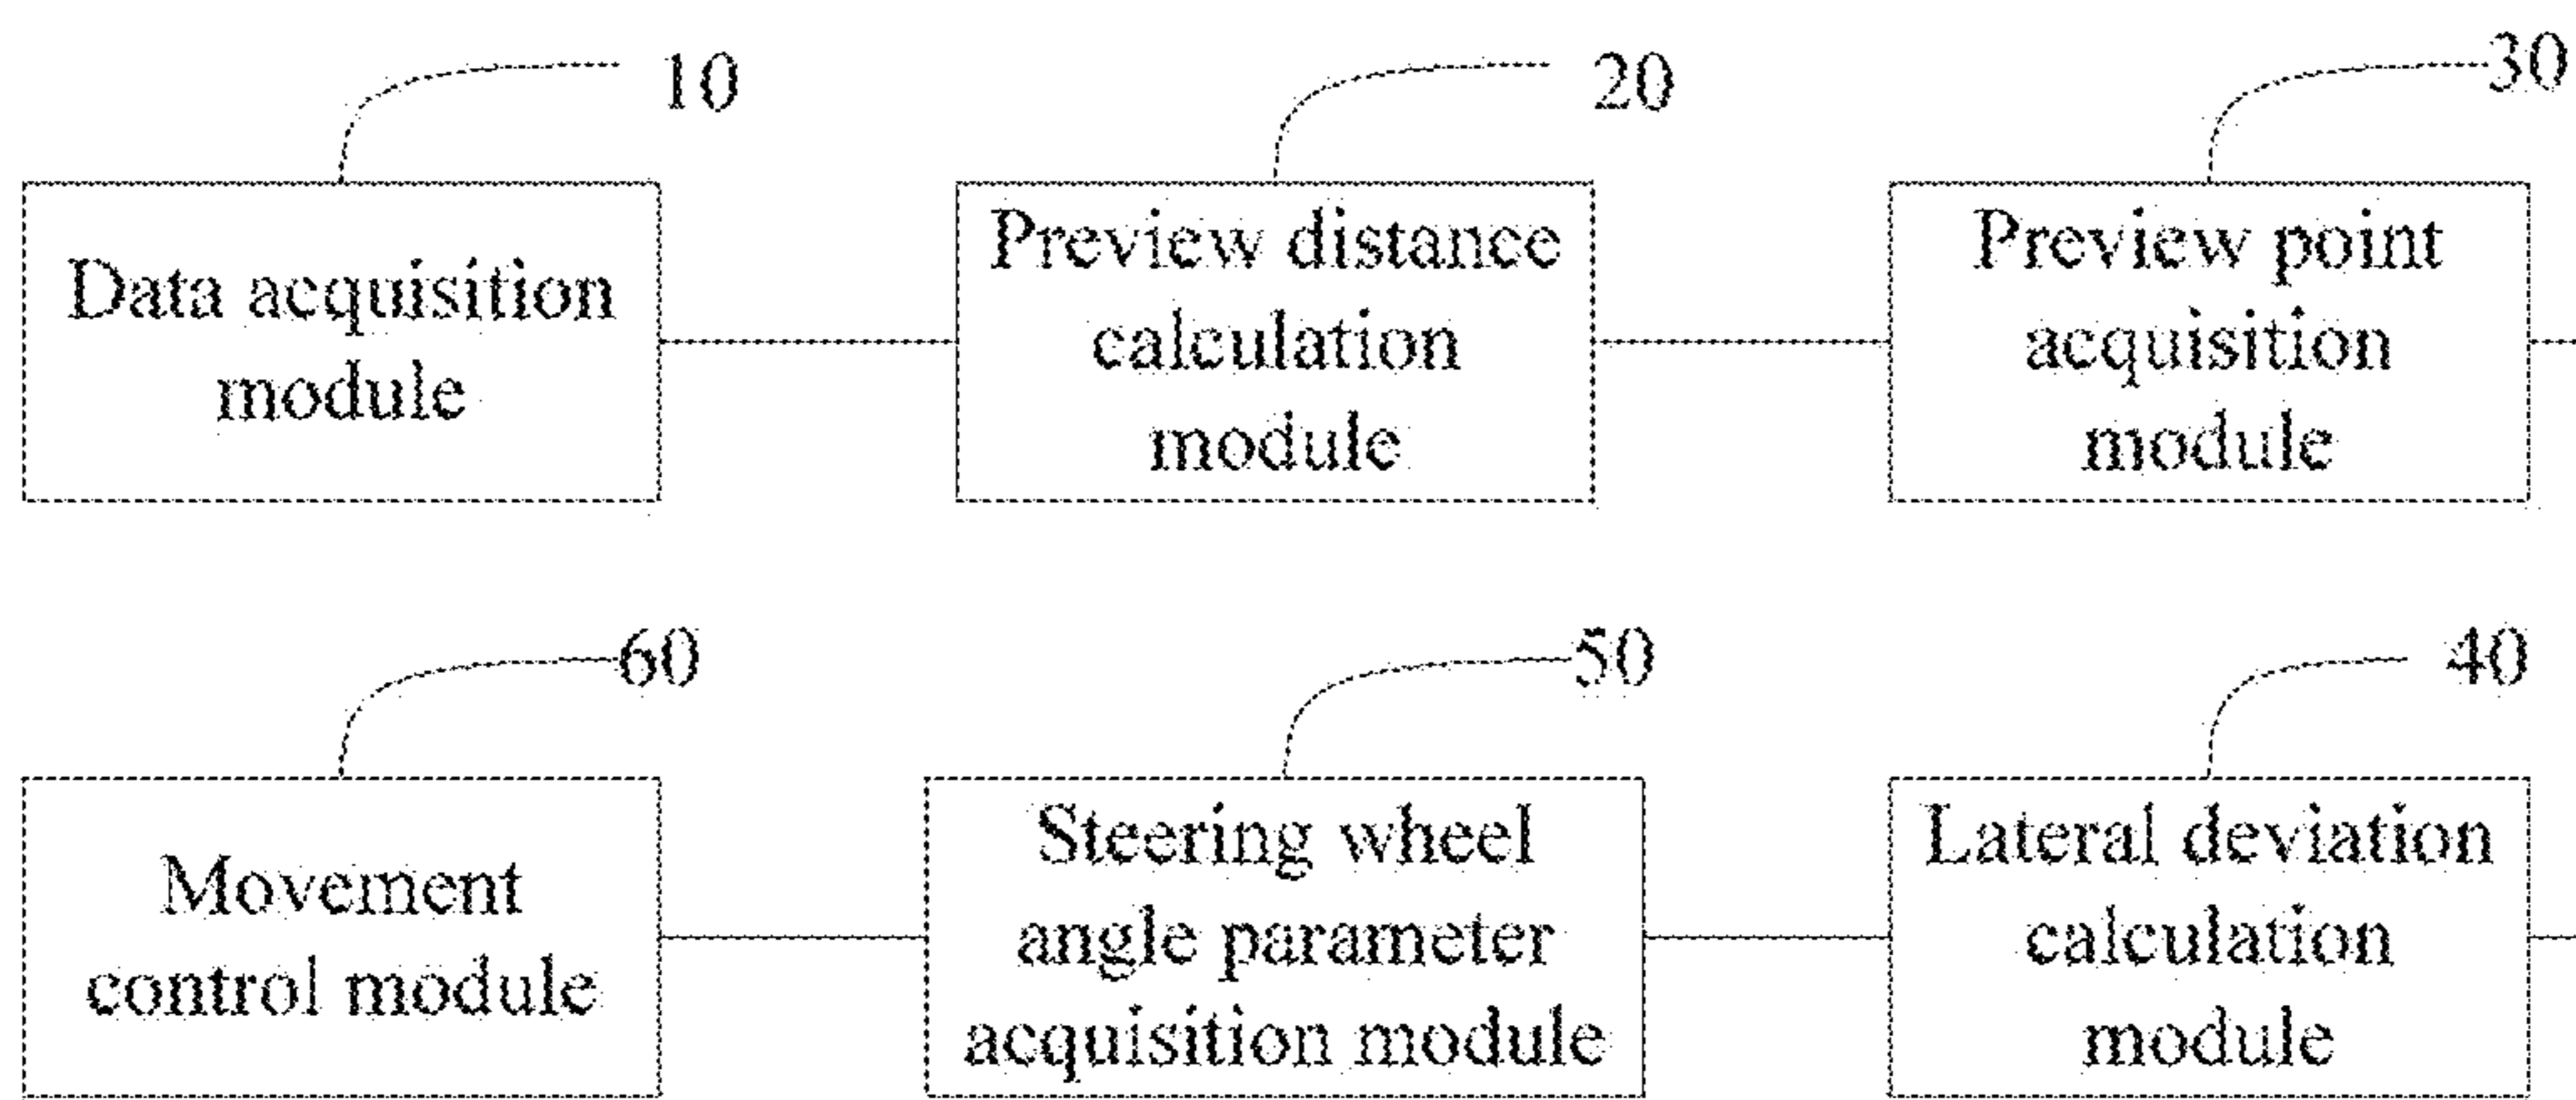 10
20
30
Data acquisition
module
Preview distance
calculation
module
Preview point
acquisition
module
60
50
40
Movement
control module
Steering wheel
angle parameter
acquisition module
Lateral deviation
calculation
module